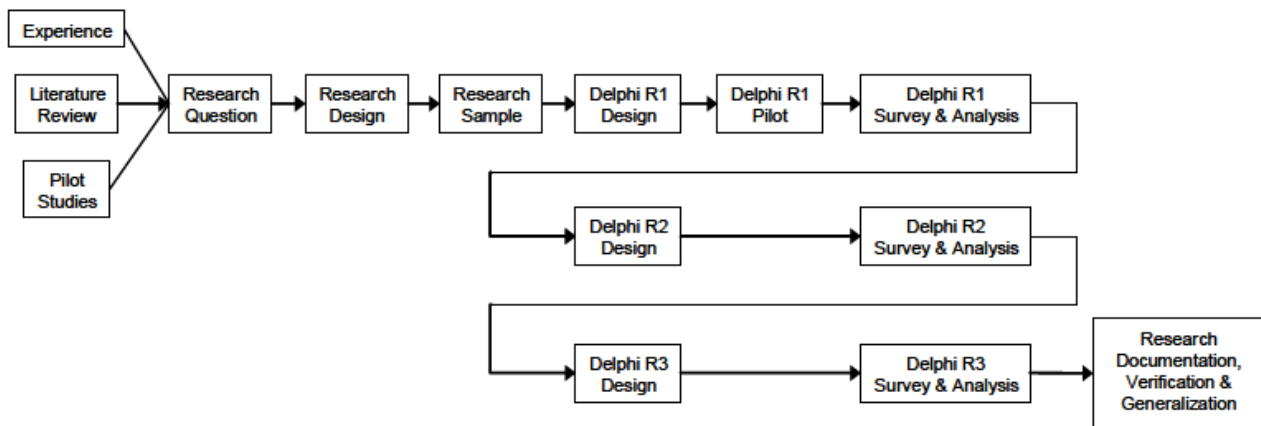 Experience
Literature
Review
Pilot
Studies
Research
Question
Research
Design
Research
Sample
Delphi R1
Design
Delphi R1
Pilot
Delphi R1
Survey & Analysis
Delphi R2
Design
Delphi R2
Survey & Analysis
Delphi R3
Design
Delphi R3
Survey & Analysis
Research
Documentation,
Verification &
Generalization